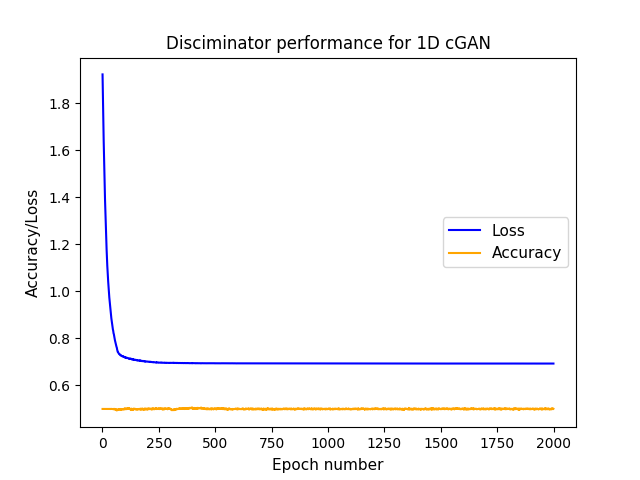 Disciminator performance for 1D cGAN
Accuracy/Loss
1.8
1.6
1.4
1.2
1.0
0.8
0.6
Loss
Accuracy
0 250 500 750 1000 1250 1500 1750 2000
Epoch number